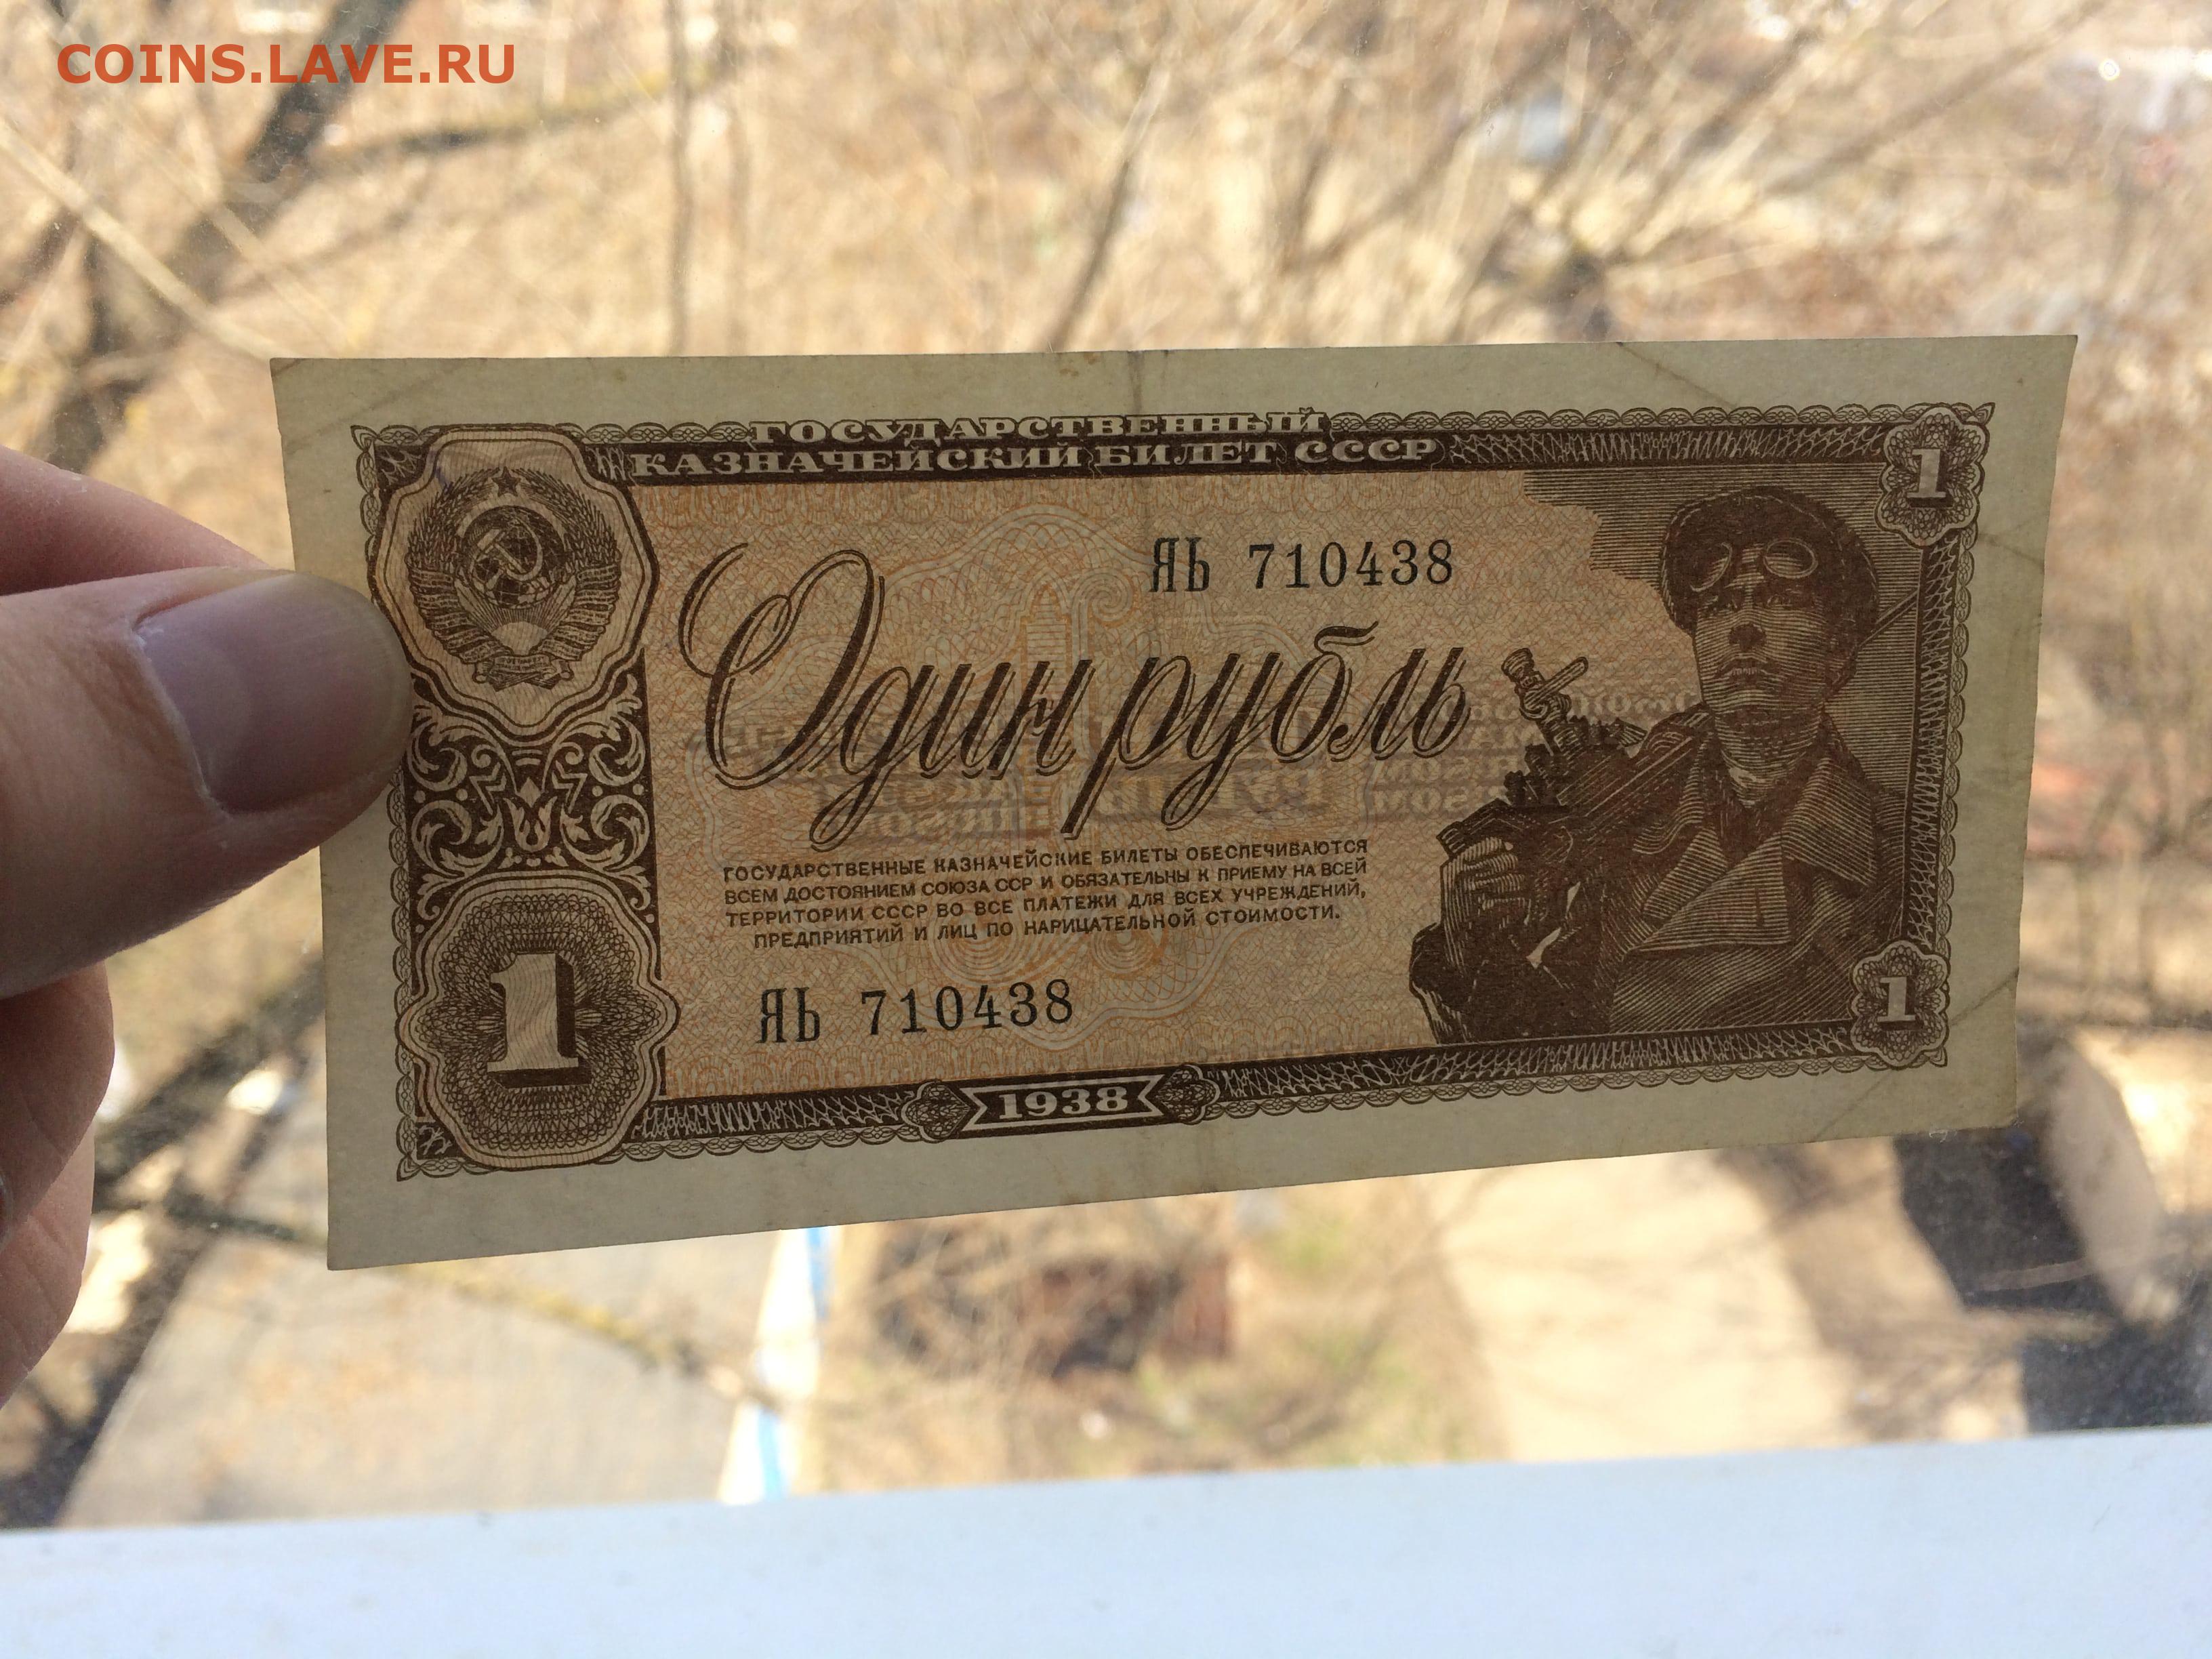 COINS.LAVE.RU
ГОСУДАРСТВЕННЫЙ
КАЗНАЧЕЙСКИЙ БИЛЕТ СССР
1
ЯЬ 710438
Один рубль
ГОСУДАРСТВЕННЫЕ КАЗНАЧЕЙСКИЕ БИЛЕТЫ ОБЕСПЕЧИВАЮТСЯ
ВСЕМ ДОСТОЯНИЕМ СОЮЗА ССР И ОБЯЗАТЕЛЬНЫ К ПРИЕМУ НА ВСЕЙ
ТЕРРИТОРИИ СССР ВО ВСЕ ПЛАТЕЖИ ДЛЯ ВСЕХ УЧРЕЖДЕНИЙ,
ПРЕДПРИЯТИЙ И ЛИЦ ПО НАРИЦАТЕЛЬНОЙ СТОИМОСТИ.
1
ЯЬ 710438
1
1938